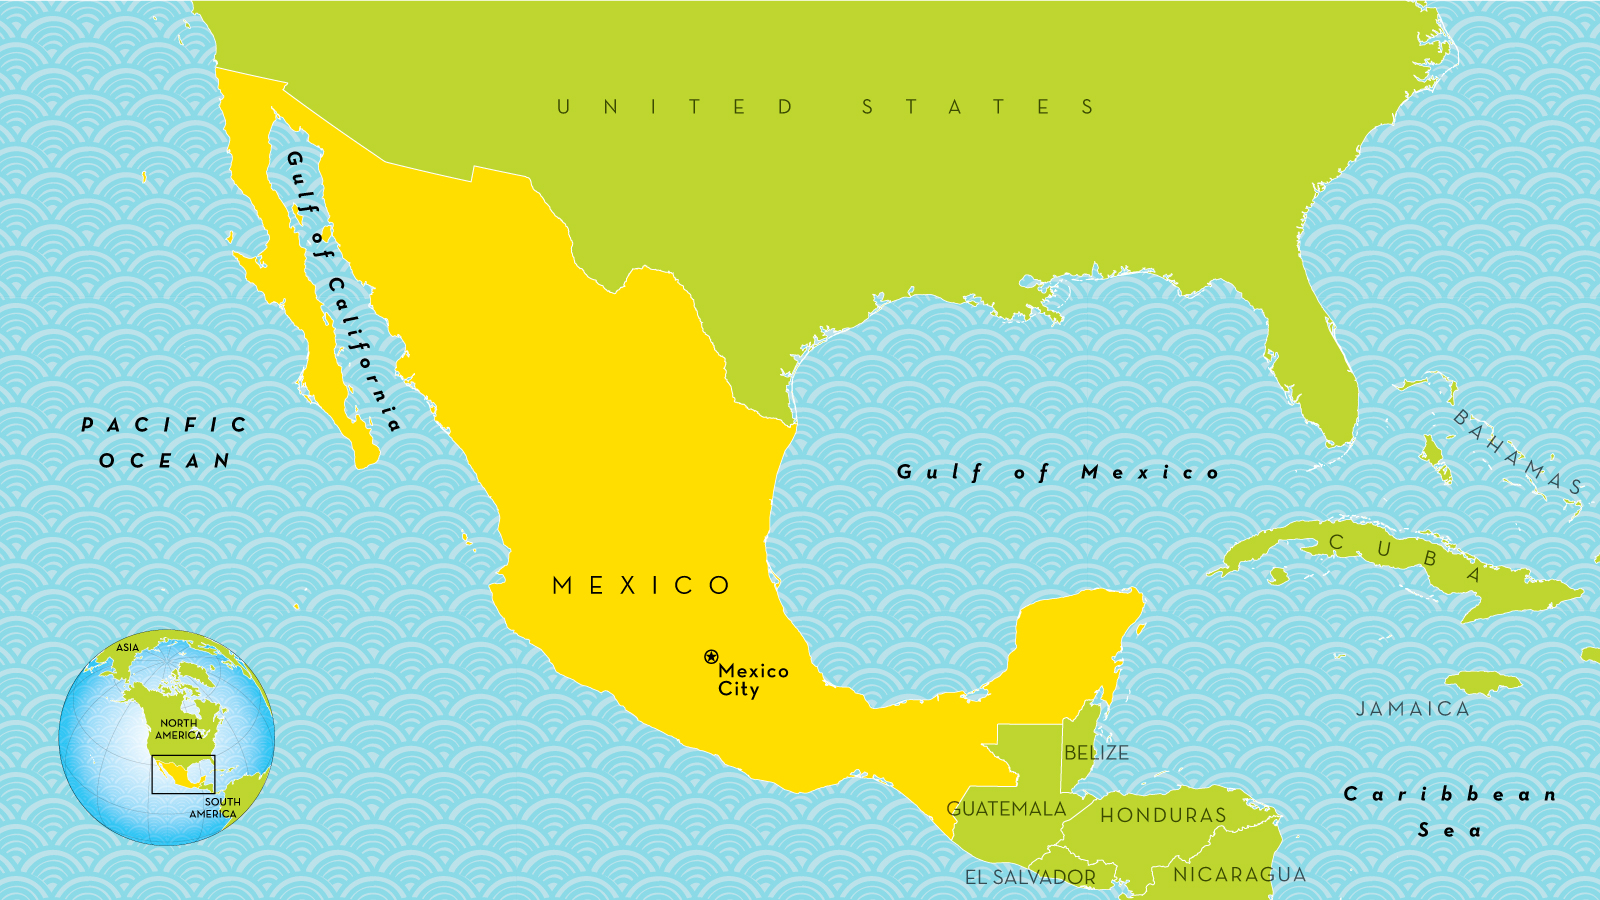 UNITED STATES
Gulf of California
PACIFIC
OCEAN
Gulf of Mexico
BAHAMAS
CUBA
MEXICO
Mexico
City
ASIA
NORTH
AMERICA
SOUTH
AMERICA
JAMAICA
BELIZE
Caribbean
Sea
GUATEMALA
HONDURAS
EL SALVADOR
NICARAGUA